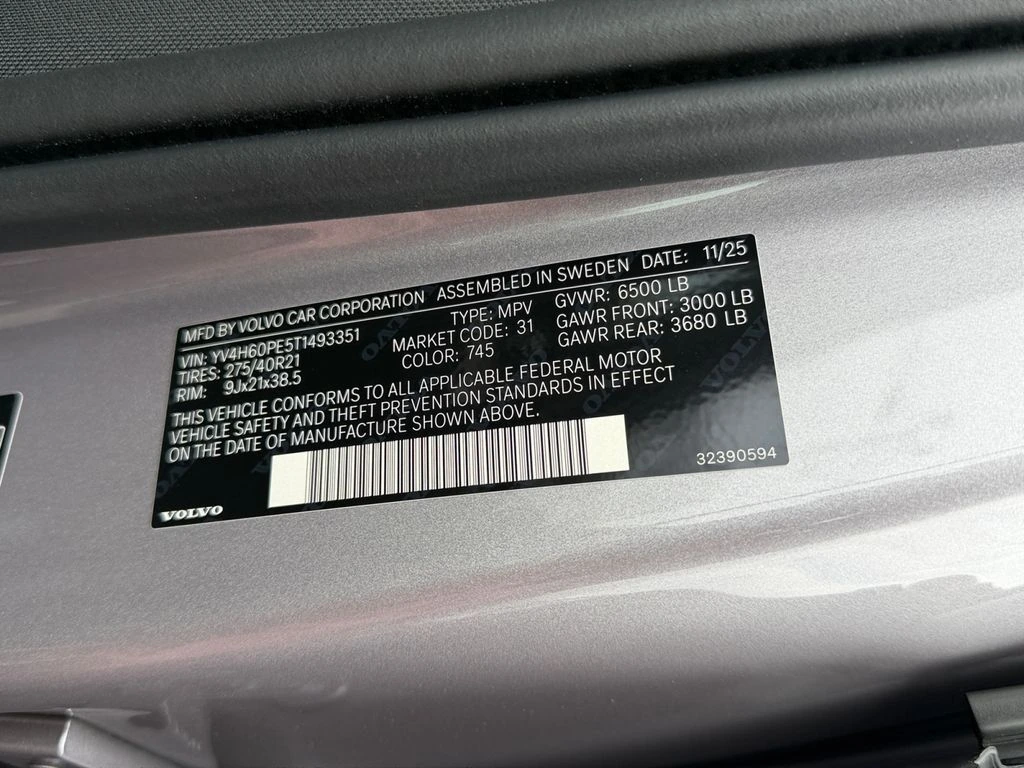 MFD BY VOLVO CAR CORPORATION ASSEMBLED IN SWEDEN DATE: 11/25
VIN: YV4H60PE5T1493351 TYPE: MPV GVWR: 6500 LB
TIRES: 275/40R21 MARKET CODE: 31 GAWR FRONT: 3000 LB
RIM: 9Jx21x38.5 COLOR: 745 GAWR REAR: 3680 LB
THIS VEHICLE CONFORMS TO ALL APPLICABLE FEDERAL MOTOR
VEHICLE SAFETY AND THEFT PREVENTION STANDARDS IN EFFECT
ON THE DATE OF MANUFACTURE SHOWN ABOVE.
VOLVO 32390594